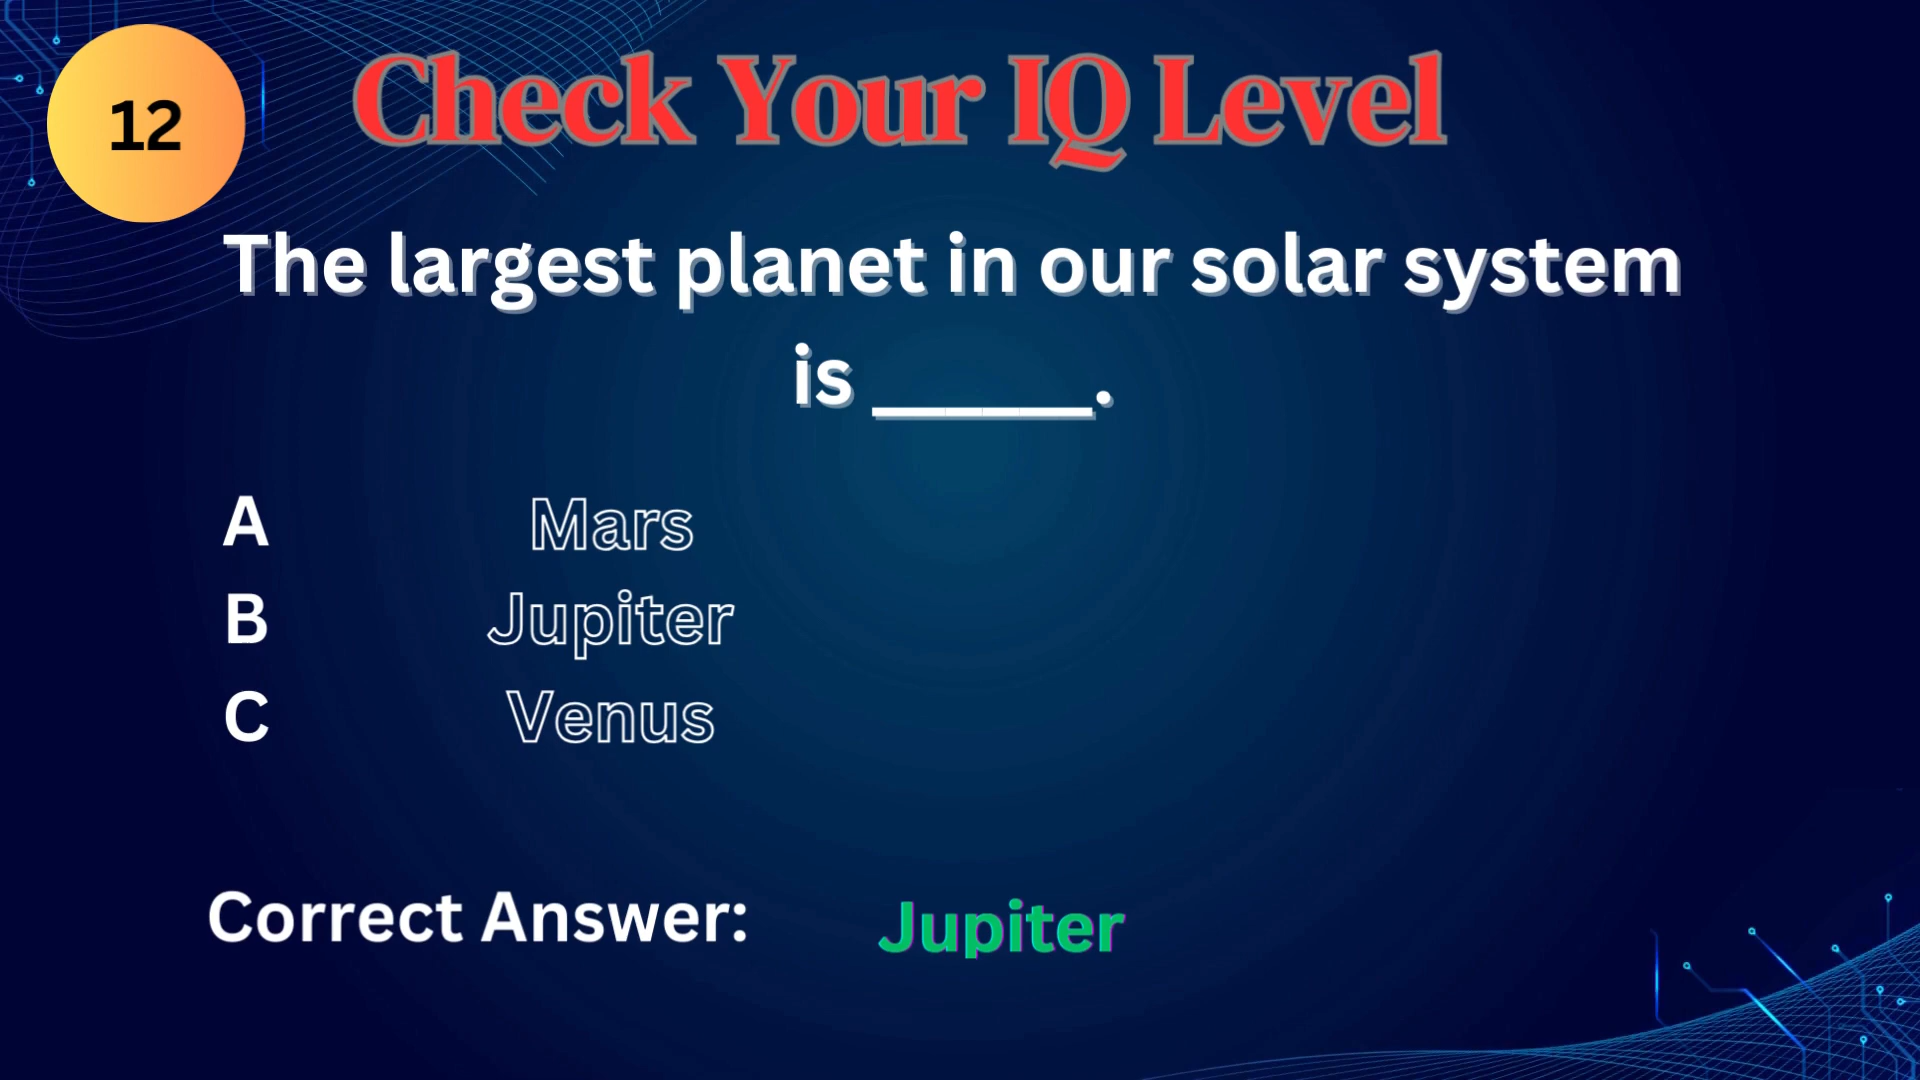 12
Check Your IQ Level
The largest planet in our solar system
is ______.
A Mars
B Jupiter
C Venus
Correct Answer: Jupiter